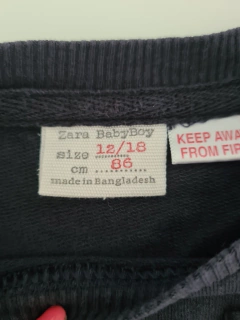 Zara BabyBoy
size 12/18
cm 86
made in Bangladesh
KEEP AWA
FROM FIR